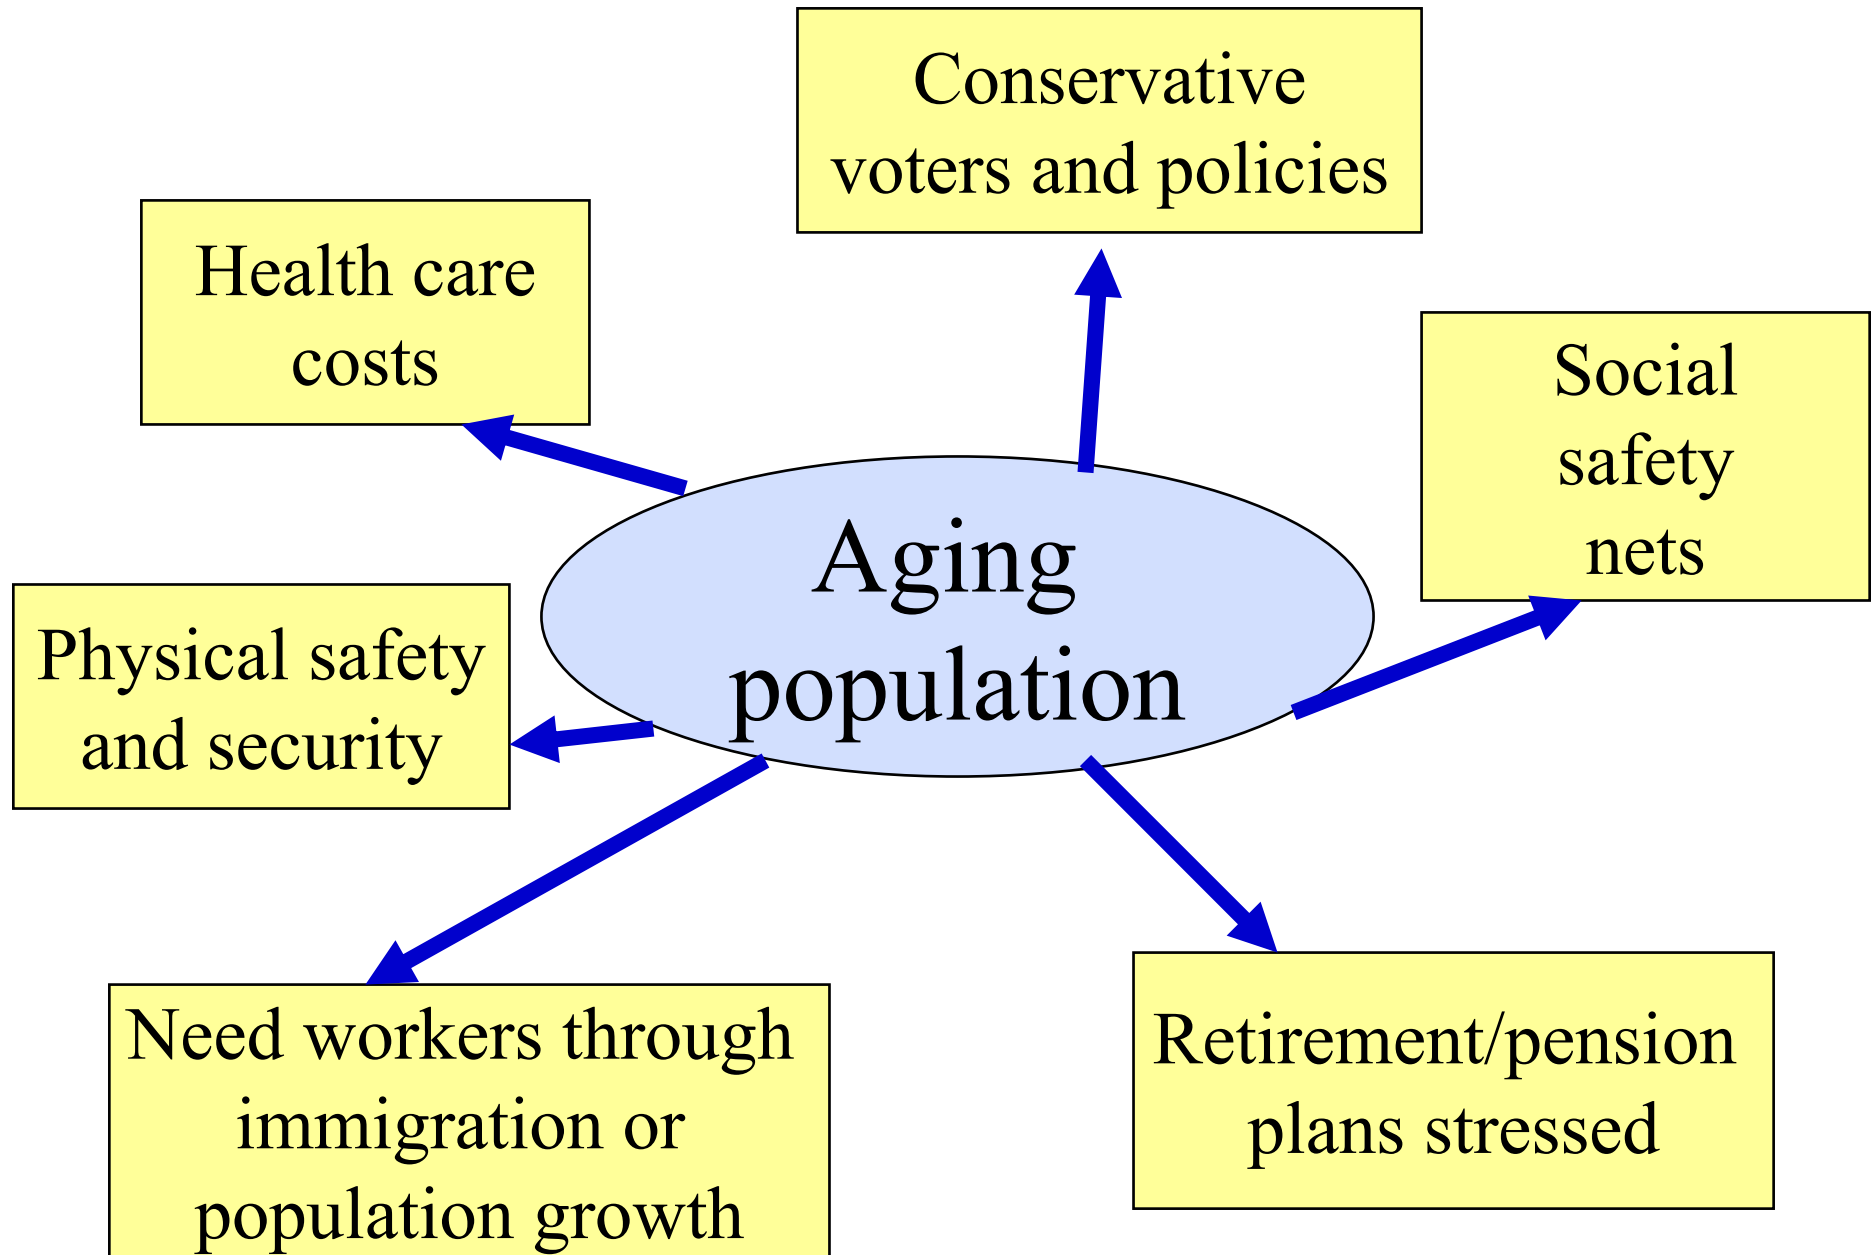 Conservative
voters and policies
Health care
costs
Social
safety
nets
Aging
population
Physical safety
and security
Need workers through
immigration or
population growth
Retirement/pension
plans stressed